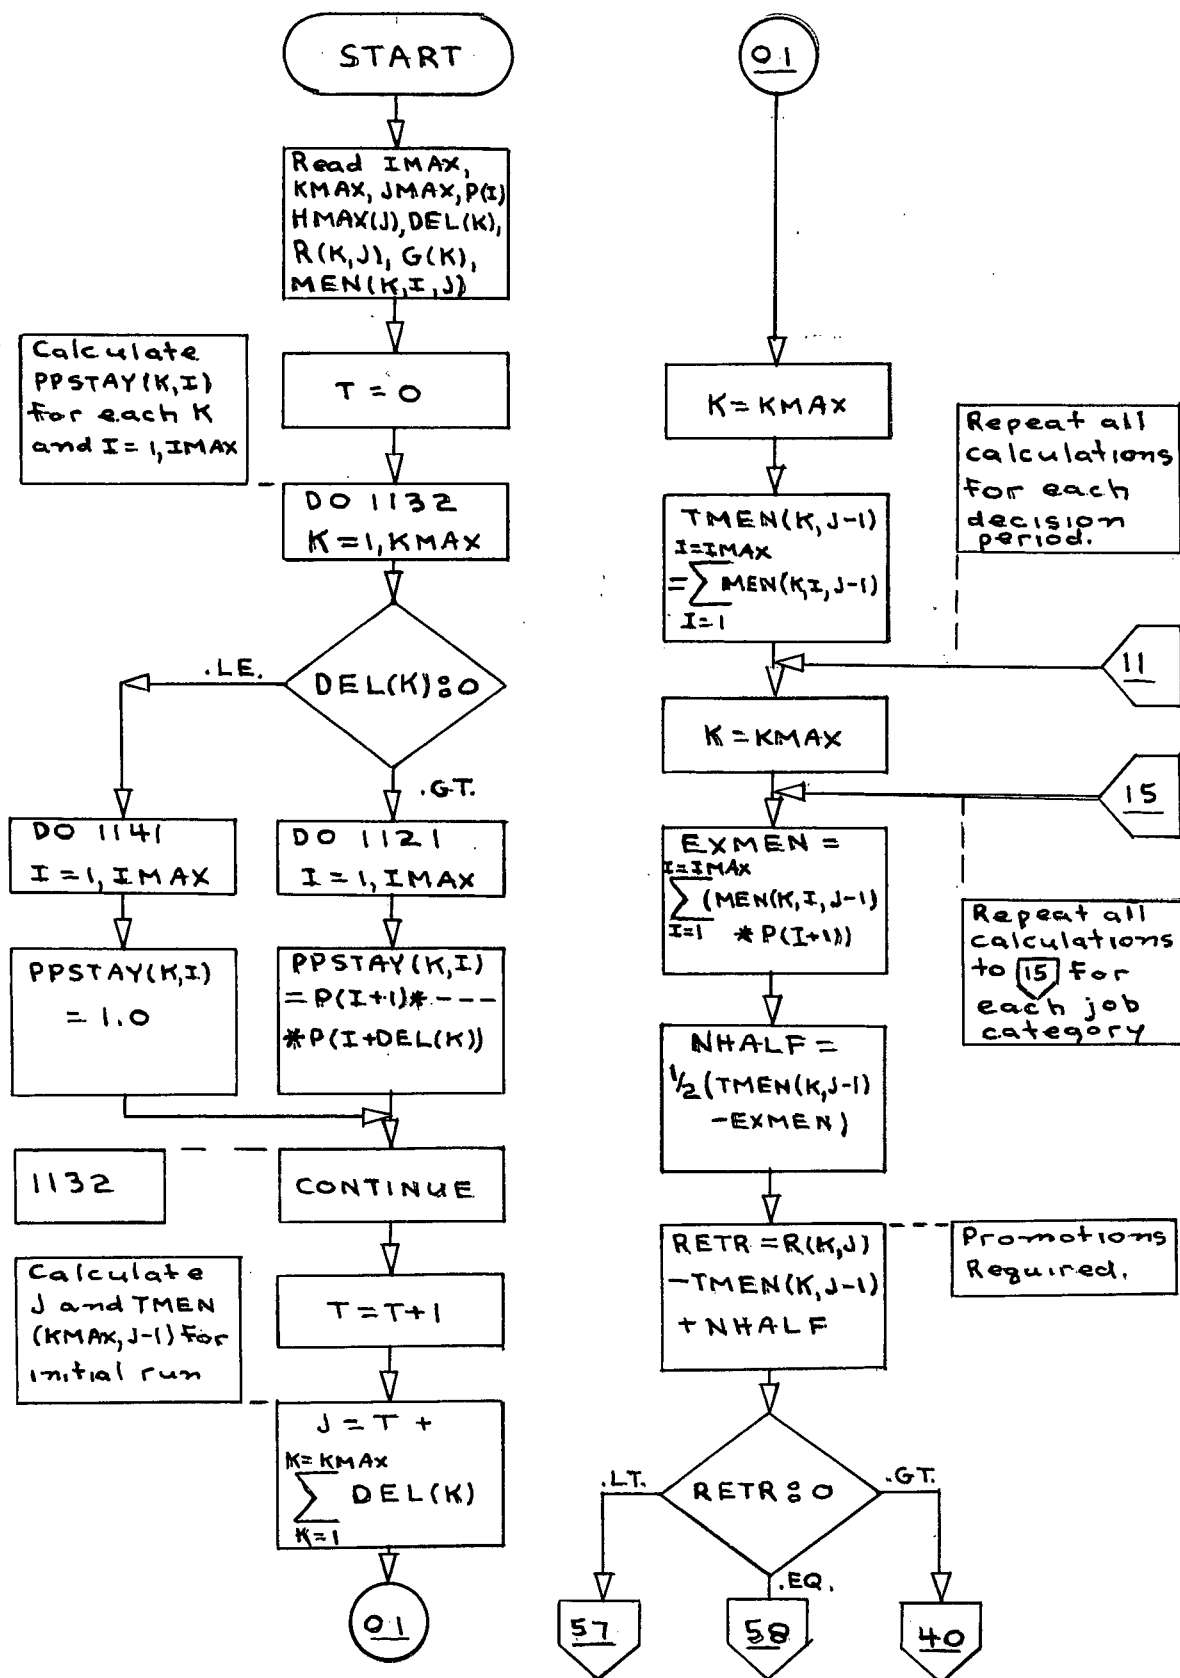 START
Read IMAX,
KMAX, JMAX, P(I)
HMAX(J), DEL(K),
R(K,J), G(K),
MEN(K,I,J)
Calculate
PPSTAY(K,I)
for each K
and I=1,IMAX
T = 0
DO 1132
K=1,KMAX
DEL(K):0
.LE.
.GT.
DO 1141
I=1,IMAX
DO 1121
I=1,IMAX
PPSTAY(K,I)
= 1.0
PPSTAY(K,I)
=P(I+1)*---
*P(I+DEL(K))
1132
CONTINUE
Calculate
J and TMEN
(KMAX,J-1) for
initial run
T=T+1
J = T +
K=KMAX
∑ DEL(K)
K=1
01
01
K=KMAX
TMEN(K,J-1)
I=IMAX
=∑MEN(K,I,J-1)
I=1
Repeat all
calculations
for each
decision
period.
11
K=KMAX
15
EXMEN =
I=IMAX
∑(MEN(K,I,J-1)
I=1 *P(I+1))
Repeat all
calculations
to 15 for
each job
category
NHALF =
1/2(TMEN(K,J-1)
-EXMEN)
RETR=R(K,J)
-TMEN(K,J-1)
+NHALF
Promotions
Required.
RETR:0
.LT.
.GT.
.EQ.
57
58
40